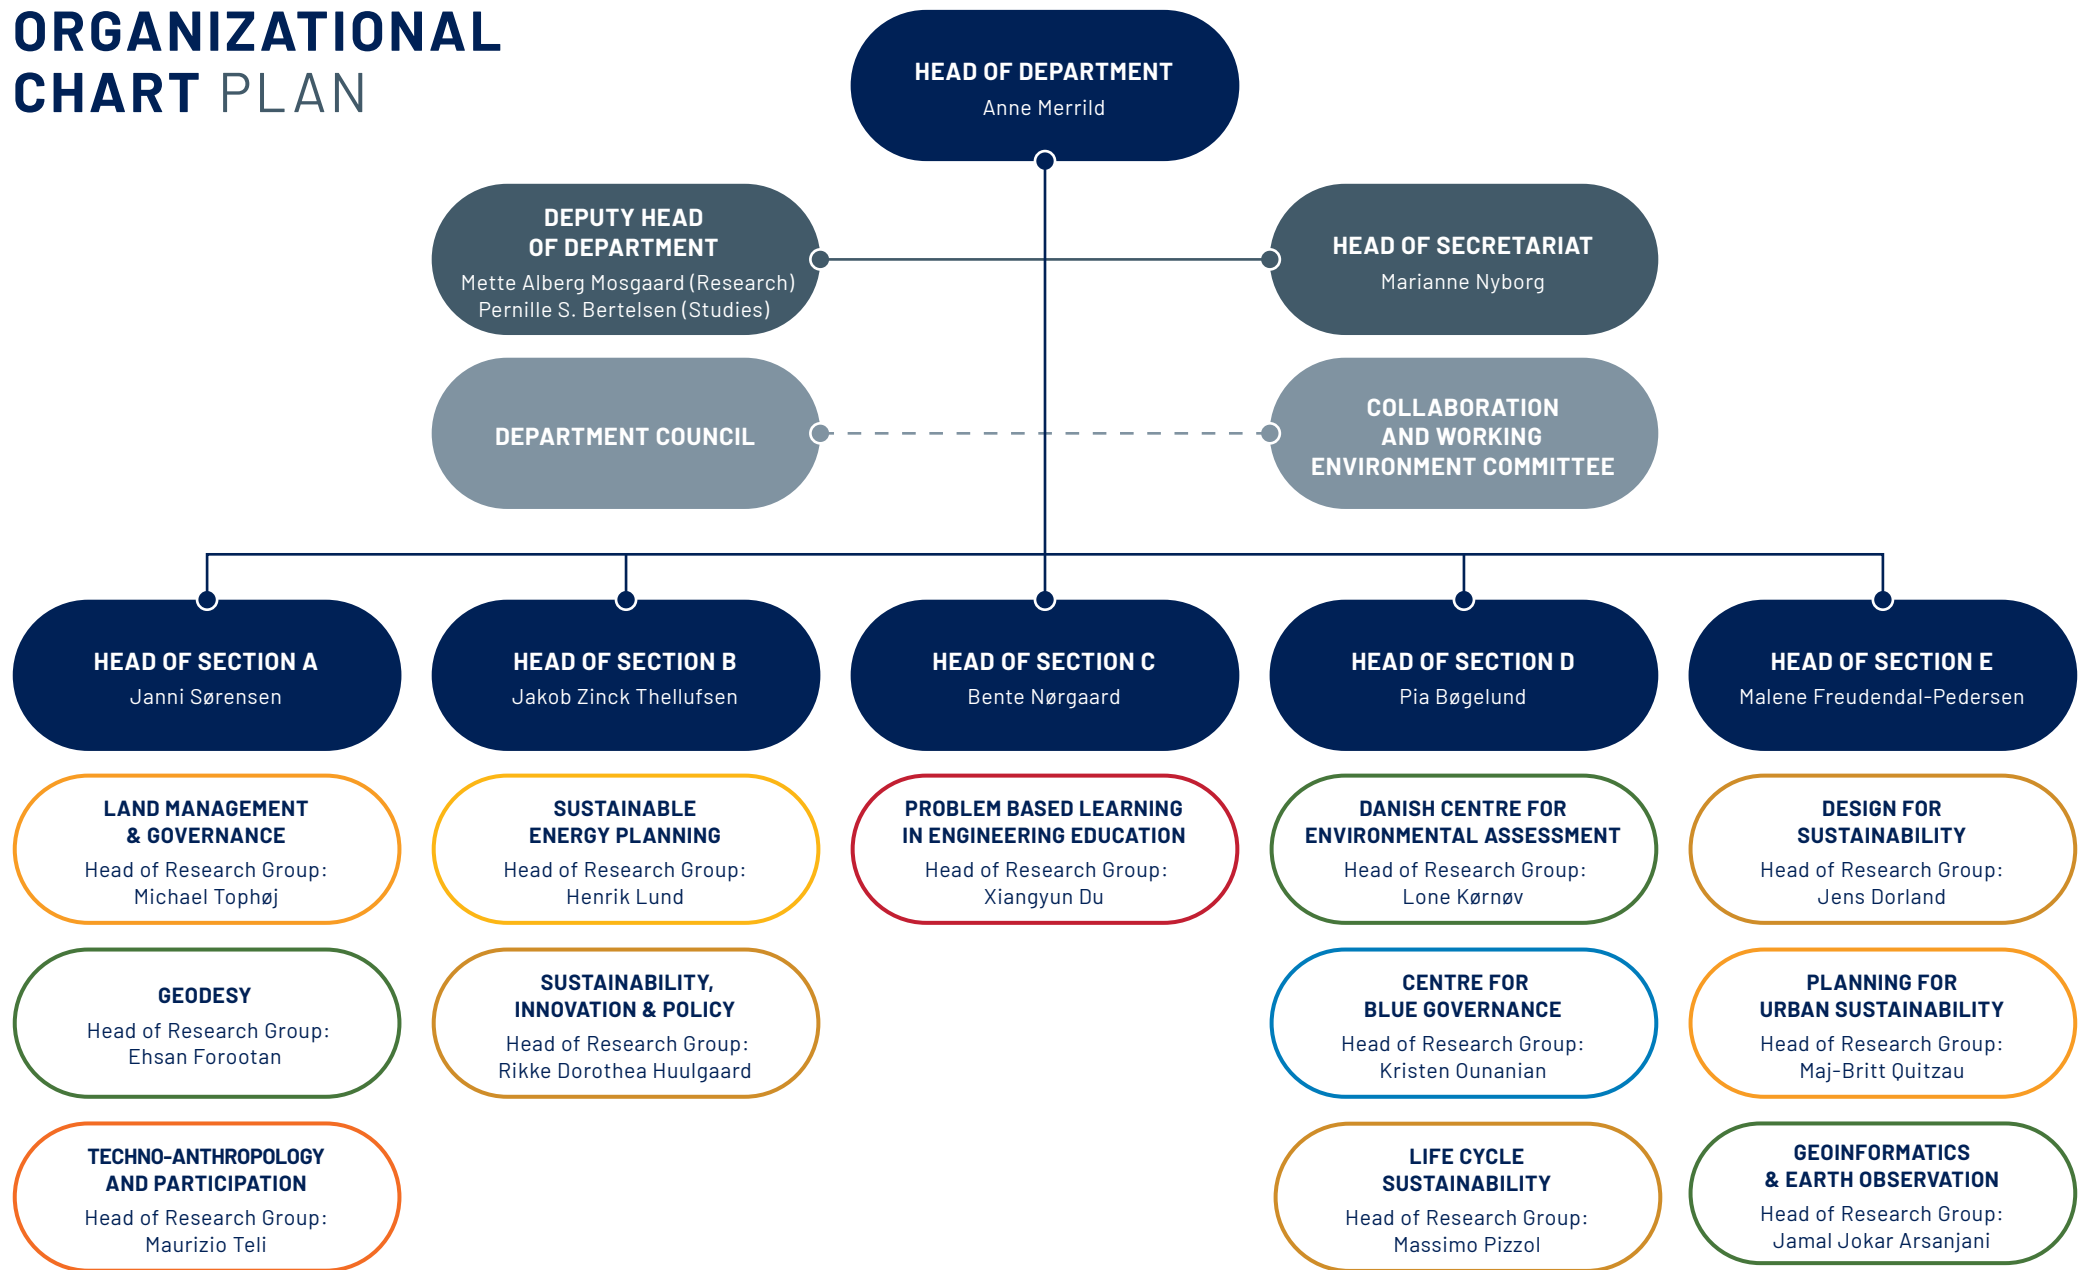 ORGANIZATIONAL
CHART PLAN
HEAD OF DEPARTMENT
Anne Merrild
DEPUTY HEAD
OF DEPARTMENT
Mette Alberg Mosgaard (Research)
Pernille S. Bertelsen (Studies)
HEAD OF SECRETARIAT
Marianne Nyborg
DEPARTMENT COUNCIL
COLLABORATION
AND WORKING
ENVIRONMENT COMMITTEE
HEAD OF SECTION A
Janni Sørensen
HEAD OF SECTION B
Jakob Zinck Thellufsen
HEAD OF SECTION C
Bente Nørgaard
HEAD OF SECTION D
Pia Bøgelund
HEAD OF SECTION E
Malene Freudendal-Pedersen
LAND MANAGEMENT
& GOVERNANCE
Head of Research Group:
Michael Tophøj
SUSTAINABLE
ENERGY PLANNING
Head of Research Group:
Henrik Lund
PROBLEM BASED LEARNING
IN ENGINEERING EDUCATION
Head of Research Group:
Xiangyun Du
DANISH CENTRE FOR
ENVIRONMENTAL ASSESSMENT
Head of Research Group:
Lone Kørnøv
DESIGN FOR
SUSTAINABILITY
Head of Research Group:
Jens Dorland
GEODESY
Head of Research Group:
Ehsan Forootan
SUSTAINABILITY,
INNOVATION & POLICY
Head of Research Group:
Rikke Dorothea Huulgaard
CENTRE FOR
BLUE GOVERNANCE
Head of Research Group:
Kristen Ounanian
PLANNING FOR
URBAN SUSTAINABILITY
Head of Research Group:
Maj-Britt Quitzau
TECHNO-ANTHROPOLOGY
AND PARTICIPATION
Head of Research Group:
Maurizio Teli
LIFE CYCLE
SUSTAINABILITY
Head of Research Group:
Massimo Pizzol
GEOINFORMATICS
& EARTH OBSERVATION
Head of Research Group:
Jamal Jokar Arsanjani